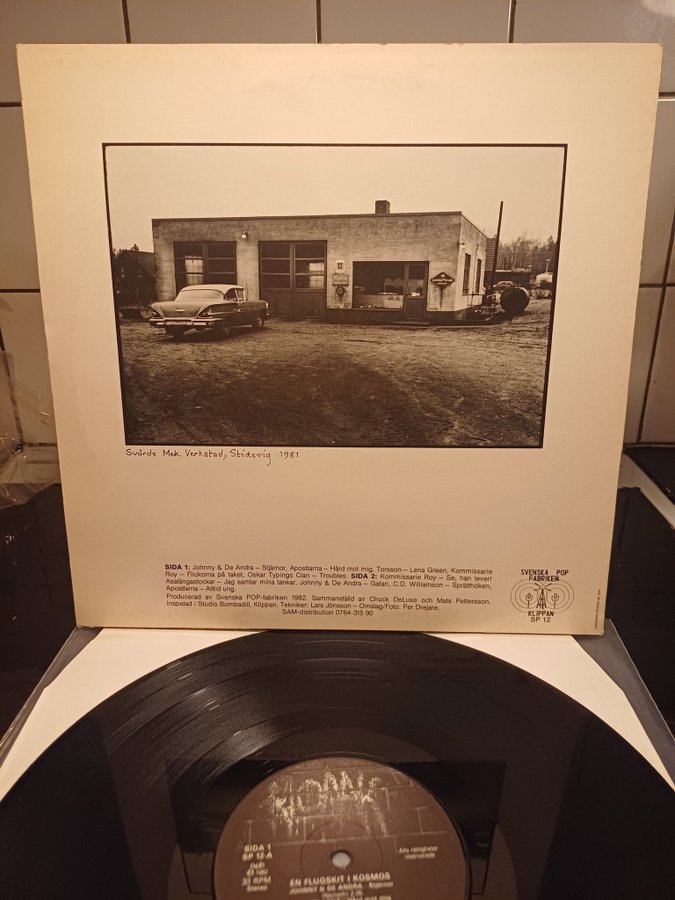 Svärds Mek. Verkstad, Stidsvig 1981
SIDA 1: Johnny & De Andra – Stjärnor, Apostlarna – Hård mot mig, Torsson – Lena Green, Kommissarie
Roy – Flickorna på taket, Oskar Typings Clan – Troubles. SIDA 2: Kommissarie Roy – Se, han lever!
Asalångastockar – Jag samlar mina tankar, Johnny & De Andra – Gatan, C.D. Williamson – Sprätthöken,
Apostlarna – Alltid ung.
Producerad av Svenska POP-fabriken 1982. Sammanställd av Chuck DeLuxe och Mats Pettersson.
Inspelad i Studio Bombadill, Klippan. Tekniker: Lars Jönsson – Omslag/Foto: Per Drejare.
SAM-distribution 0764-315 90
SVENSKA POP
FABRIKEN
KLIPPAN
SP 12
SIDA 1
SP 12 A
33 RPM
Stereo
Alla rättigheter
reserverade
EN FLUGSKIT I KOSMOS
JOHNNY & DE ANDRA - Stjärnor